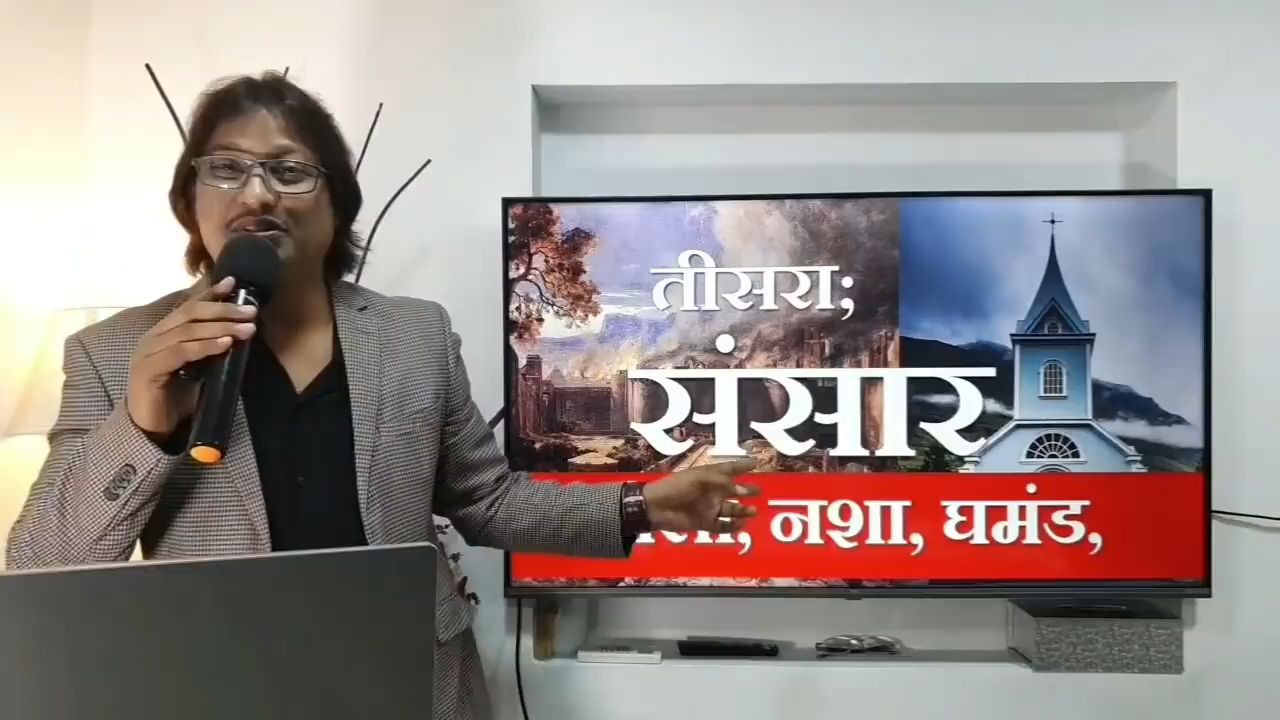 तीसरा;
संसार
नशा, घमंड,